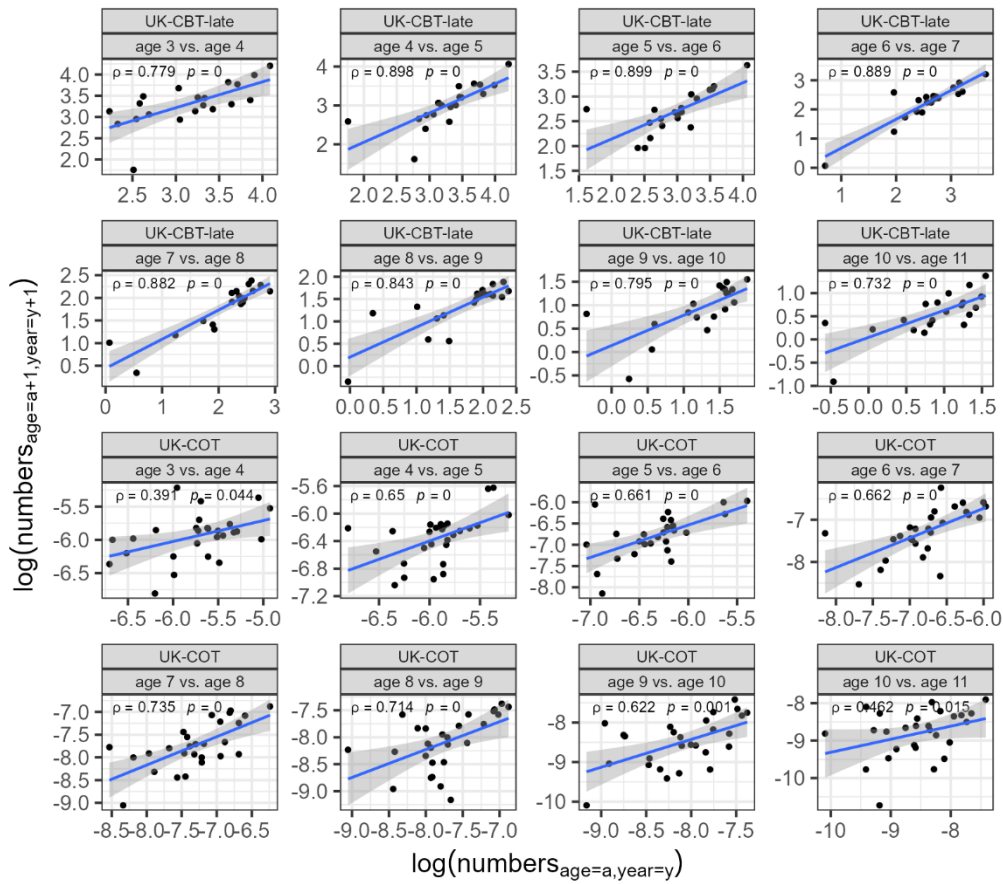 UK-CBT-late UK-CBT-late UK-CBT-late UK-CBT-late
age 3 vs. age 4 age 4 vs. age 5 age 5 vs. age 6 age 6 vs. age 7
ρ = 0.779 p = 0 ρ = 0.898 p = 0 ρ = 0.899 p = 0 ρ = 0.889 p = 0
4.0 3.5 3.0 2.5 2.0
4 3 2
3.5 3.0 2.5 2.0 1.5
3 2 1 0
2.5 3.0 3.5 4.0 2.0 2.5 3.0 3.5 4.0 1.5 2.0 2.5 3.0 3.5 4.0 1 2 3
UK-CBT-late UK-CBT-late UK-CBT-late UK-CBT-late
age 7 vs. age 8 age 8 vs. age 9 age 9 vs. age 10 age 10 vs. age 11
ρ = 0.882 p = 0 ρ = 0.843 p = 0 ρ = 0.795 p = 0 ρ = 0.732 p = 0
2.5 2.0 1.5 1.0 0.5
2.0 1.5 1.0 0.5 0.0
1.5 1.0 0.5 0.0 -0.5
1.0 0.5 0.0 -0.5 -1.0
0 1 2 3 0.0 0.5 1.0 1.5 2.0 2.5 0.0 0.5 1.0 1.5 -0.5 0.0 0.5 1.0 1.5
UK-COT UK-COT UK-COT UK-COT
age 3 vs. age 4 age 4 vs. age 5 age 5 vs. age 6 age 6 vs. age 7
ρ = 0.391 p = 0.044 ρ = 0.65 p = 0 ρ = 0.661 p = 0 ρ = 0.662 p = 0
-5.5 -6.0 -6.5
-5.6 -6.0 -6.4 -6.8 -7.2
-6.0 -6.5 -7.0 -7.5 -8.0
-7 -8
-6.5 -6.0 -5.5 -5.0 -6.5 -6.0 -5.5 -7.0 -6.5 -6.0 -5.5 -8.0 -7.5 -7.0 -6.5 -6.0
UK-COT UK-COT UK-COT UK-COT
age 7 vs. age 8 age 8 vs. age 9 age 9 vs. age 10 age 10 vs. age 11
ρ = 0.735 p = 0 ρ = 0.714 p = 0 ρ = 0.622 p = 0.001 ρ = 0.462 p = 0.015
-7.0 -7.5 -8.0 -8.5 -9.0
-7.5 -8.0 -8.5 -9.0
-8 -9 -10
-8 -9 -10
-8.5 -8.0 -7.5 -7.0 -6.5 -9.0 -8.5 -8.0 -7.5 -7.0 -9.0 -8.5 -8.0 -7.5 -10 -9 -8
log(numbers age=a+1,year=y+1)
log(numbers age=a,year=y)